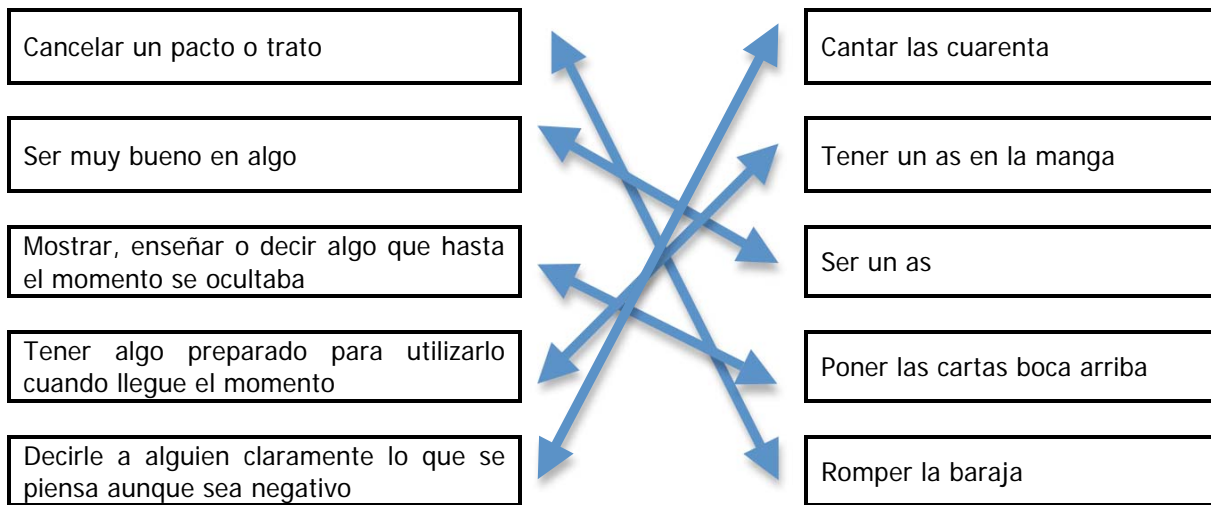 Cancelar un pacto o trato
Cantar las cuarenta
Ser muy bueno en algo
Tener un as en la manga
Mostrar, enseñar o decir algo que hasta
el momento se ocultaba
Ser un as
Tener algo preparado para utilizarlo
cuando llegue el momento
Poner las cartas boca arriba
Decirle a alguien claramente lo que se
piensa aunque sea negativo
Romper la baraja